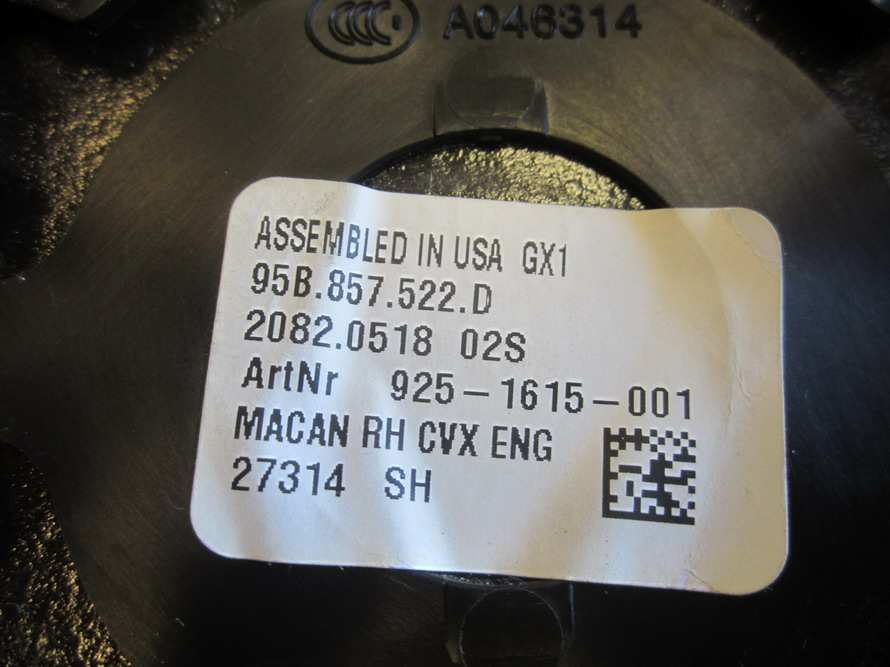 CCC A046314
ASSEMBLED IN USA GX1
95B.857.522.D
2082.0518 02S
ArtNr 925-1615-001
MACAN RH CVX ENG
27314 SH